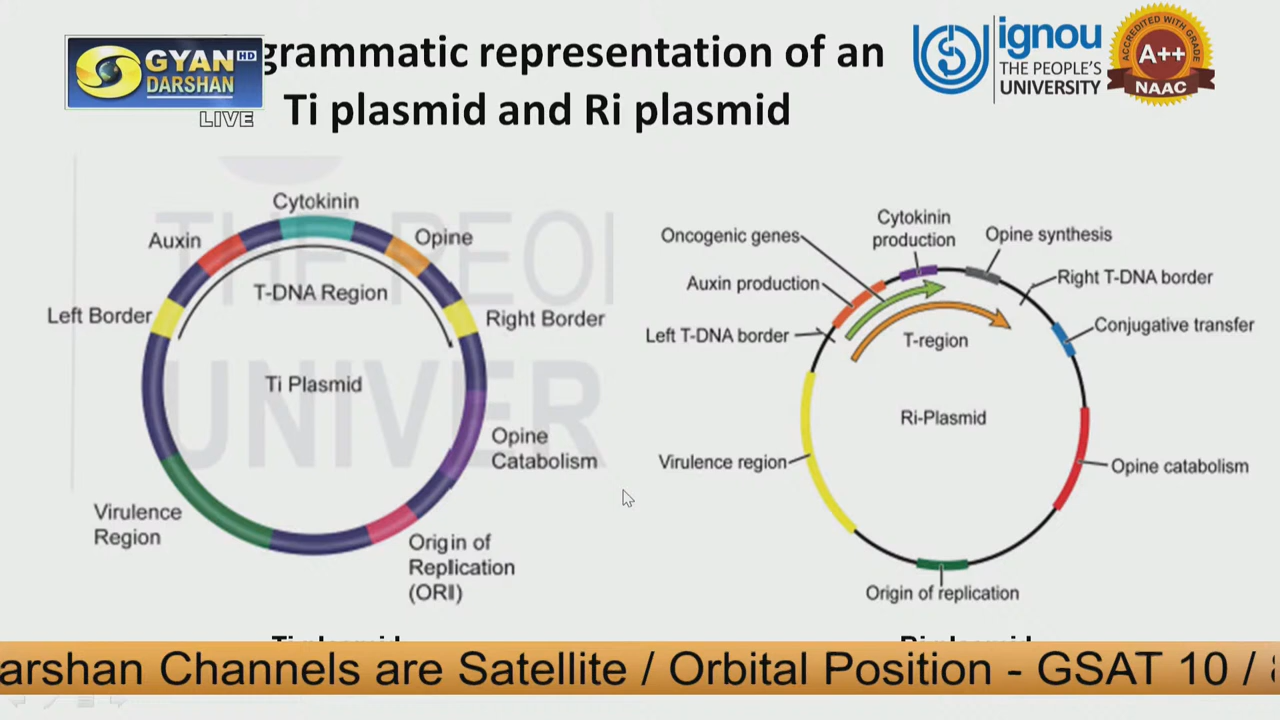 grammatic representation of an
Ti plasmid and Ri plasmid
GYAN HD
DARSHAN
LIVE
ignou
THE PEOPLE'S
UNIVERSITY
ACCREDITED WITH GRADE
A++
NAAC
THE PEOI
UNIVER
Cytokinin
Auxin
Opine
T-DNA Region
Left Border
Right Border
Ti Plasmid
Opine
Catabolism
Virulence
Region
Origin of
Replication
(ORI)
Cytokinin
production
Oncogenic genes
Opine synthesis
Auxin production
Right T-DNA border
Left T-DNA border
Conjugative transfer
T-region
Ri-Plasmid
Virulence region
Opine catabolism
Origin of replication
arshan Channels are Satellite / Orbital Position - GSAT 10 /